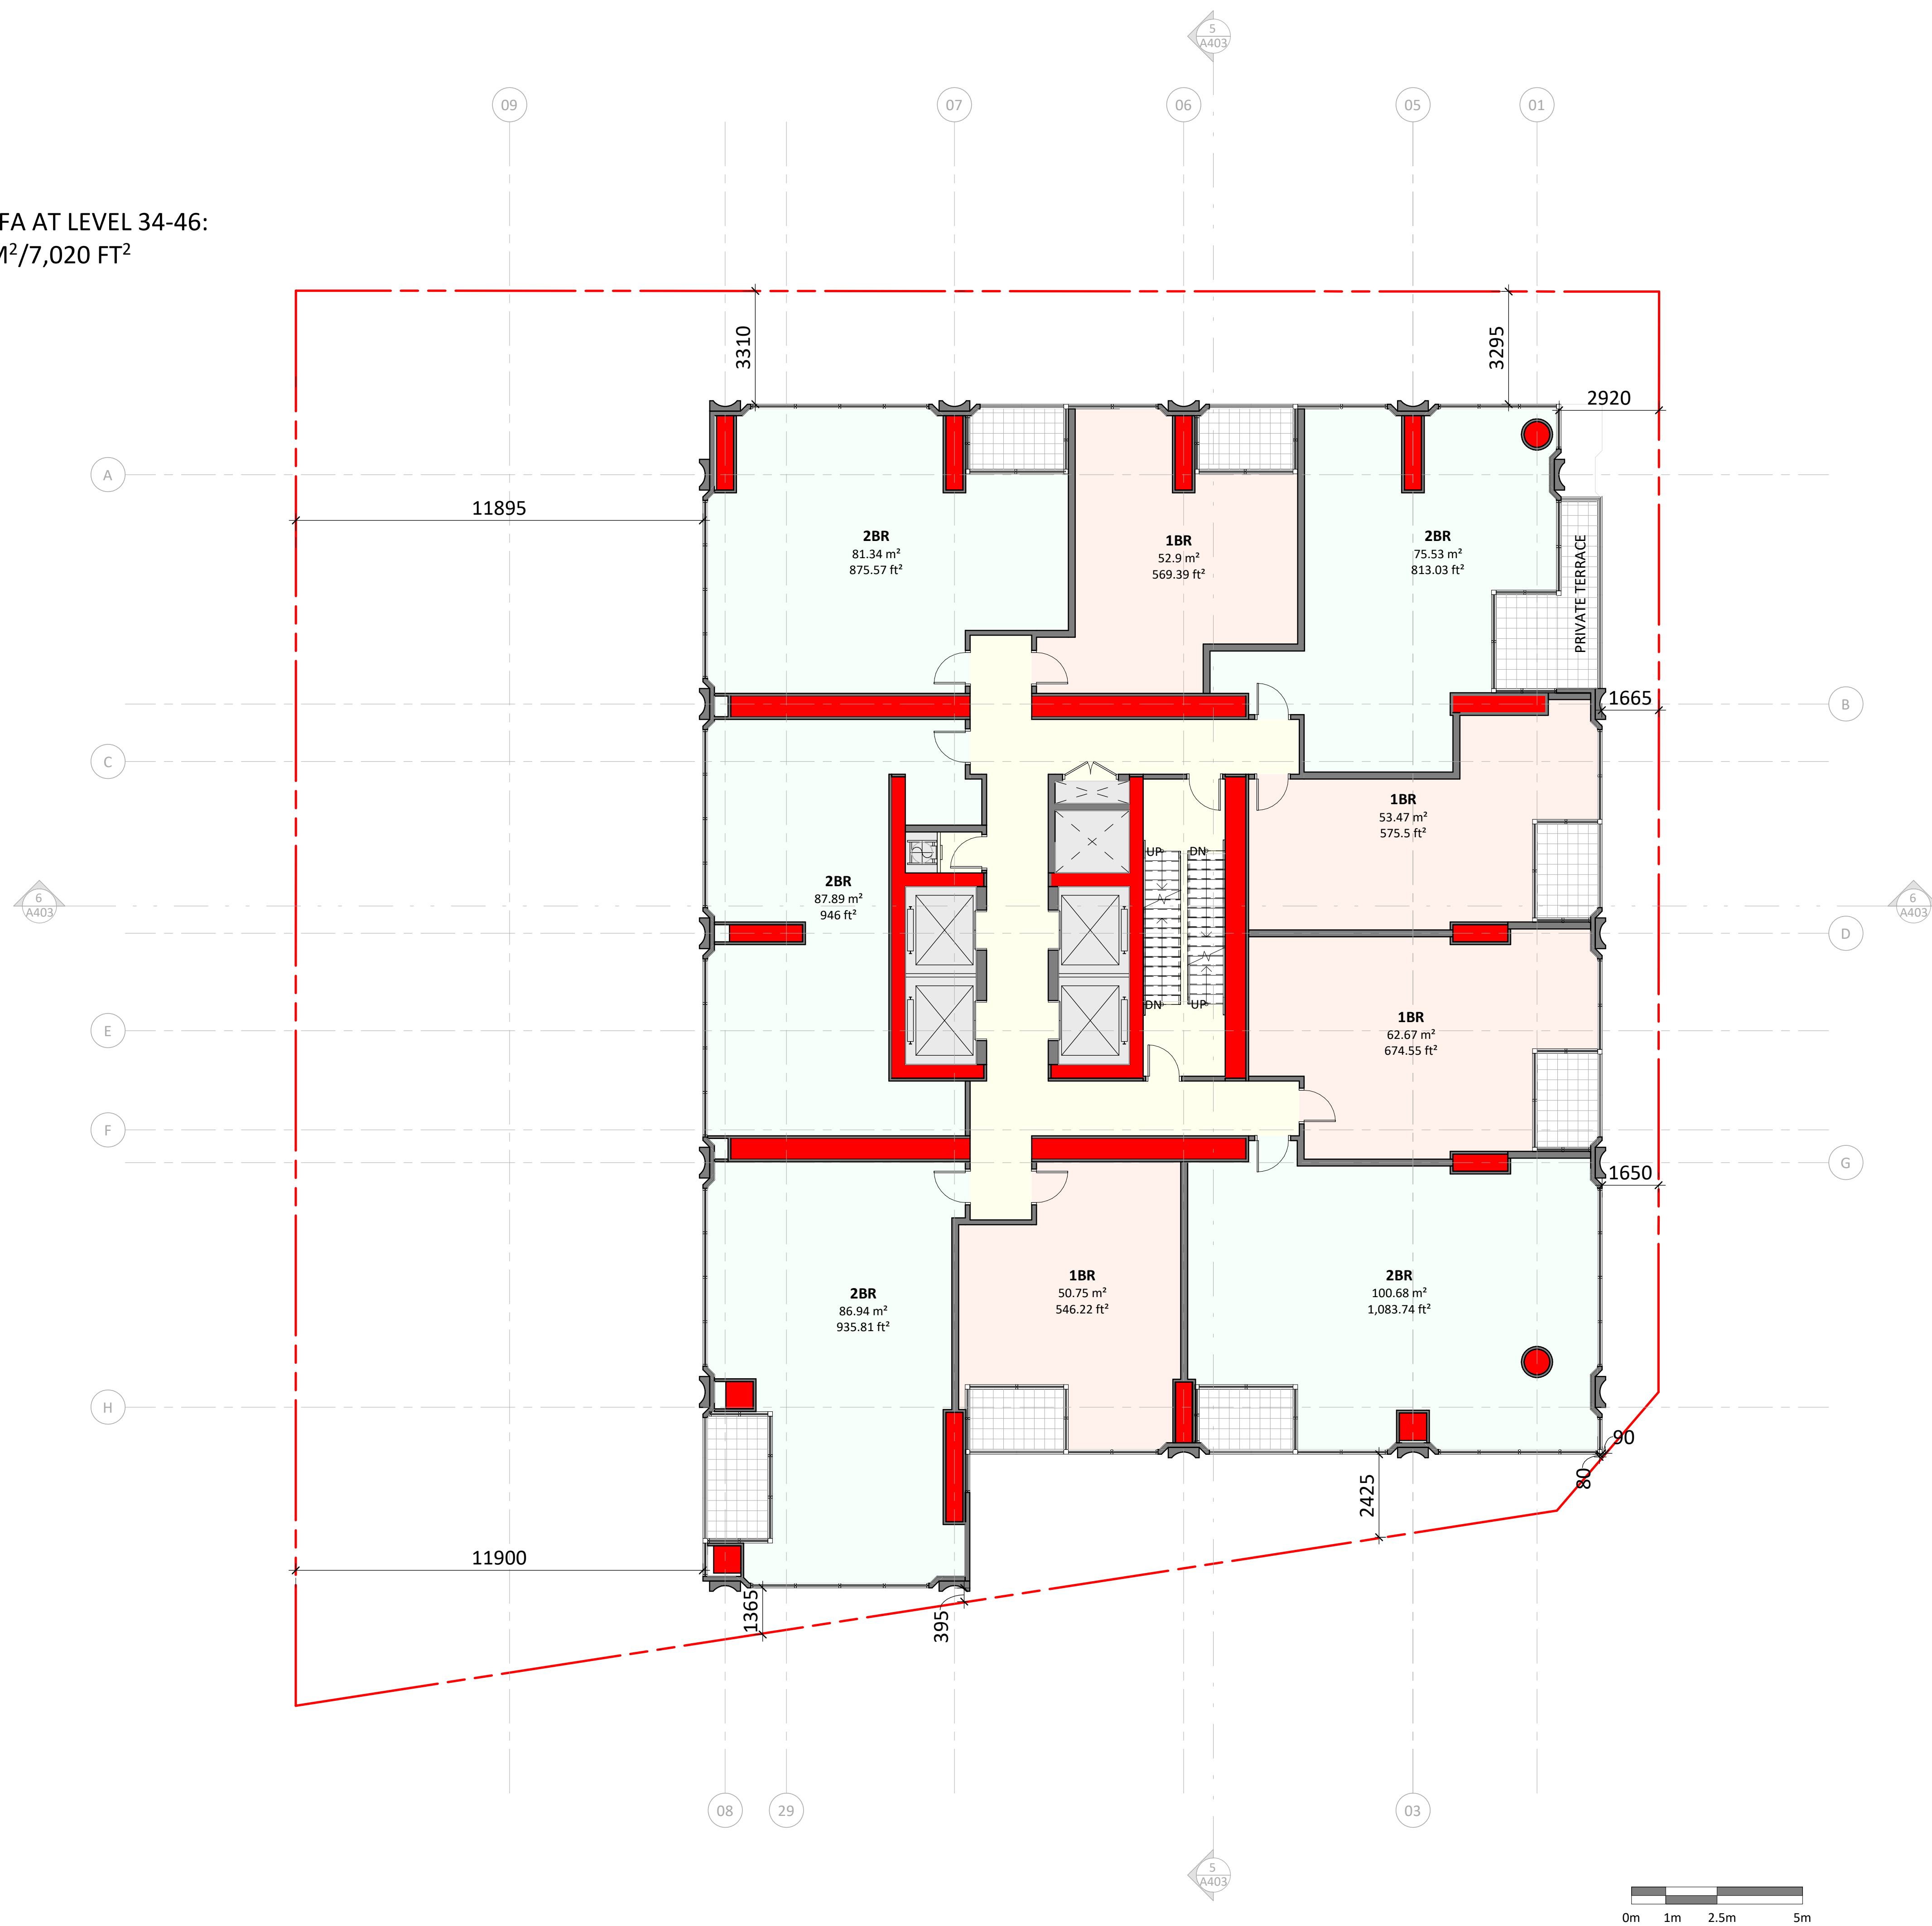 5
A403
09
07
06
05
01
FA AT LEVEL 34-46:
M²/7,020 FT²
3310
3295
2920
A
11895
2BR
81.34 m²
875.57 ft²
1BR
52.9 m²
569.39 ft²
2BR
75.53 m²
813.03 ft²
PRIVATE TERRACE
1665
B
C
1BR
53.47 m²
575.5 ft²
UP
DN
2BR
87.89 m²
946 ft²
6
A403
6
A403
D
DN
UP
1BR
62.67 m²
674.55 ft²
E
F
G
1650
2BR
86.94 m²
935.81 ft²
1BR
50.75 m²
546.22 ft²
2BR
100.68 m²
1,083.74 ft²
H
90
80
2425
11900
1365
395
08
29
03
5
A403
0m 1m 2.5m 5m